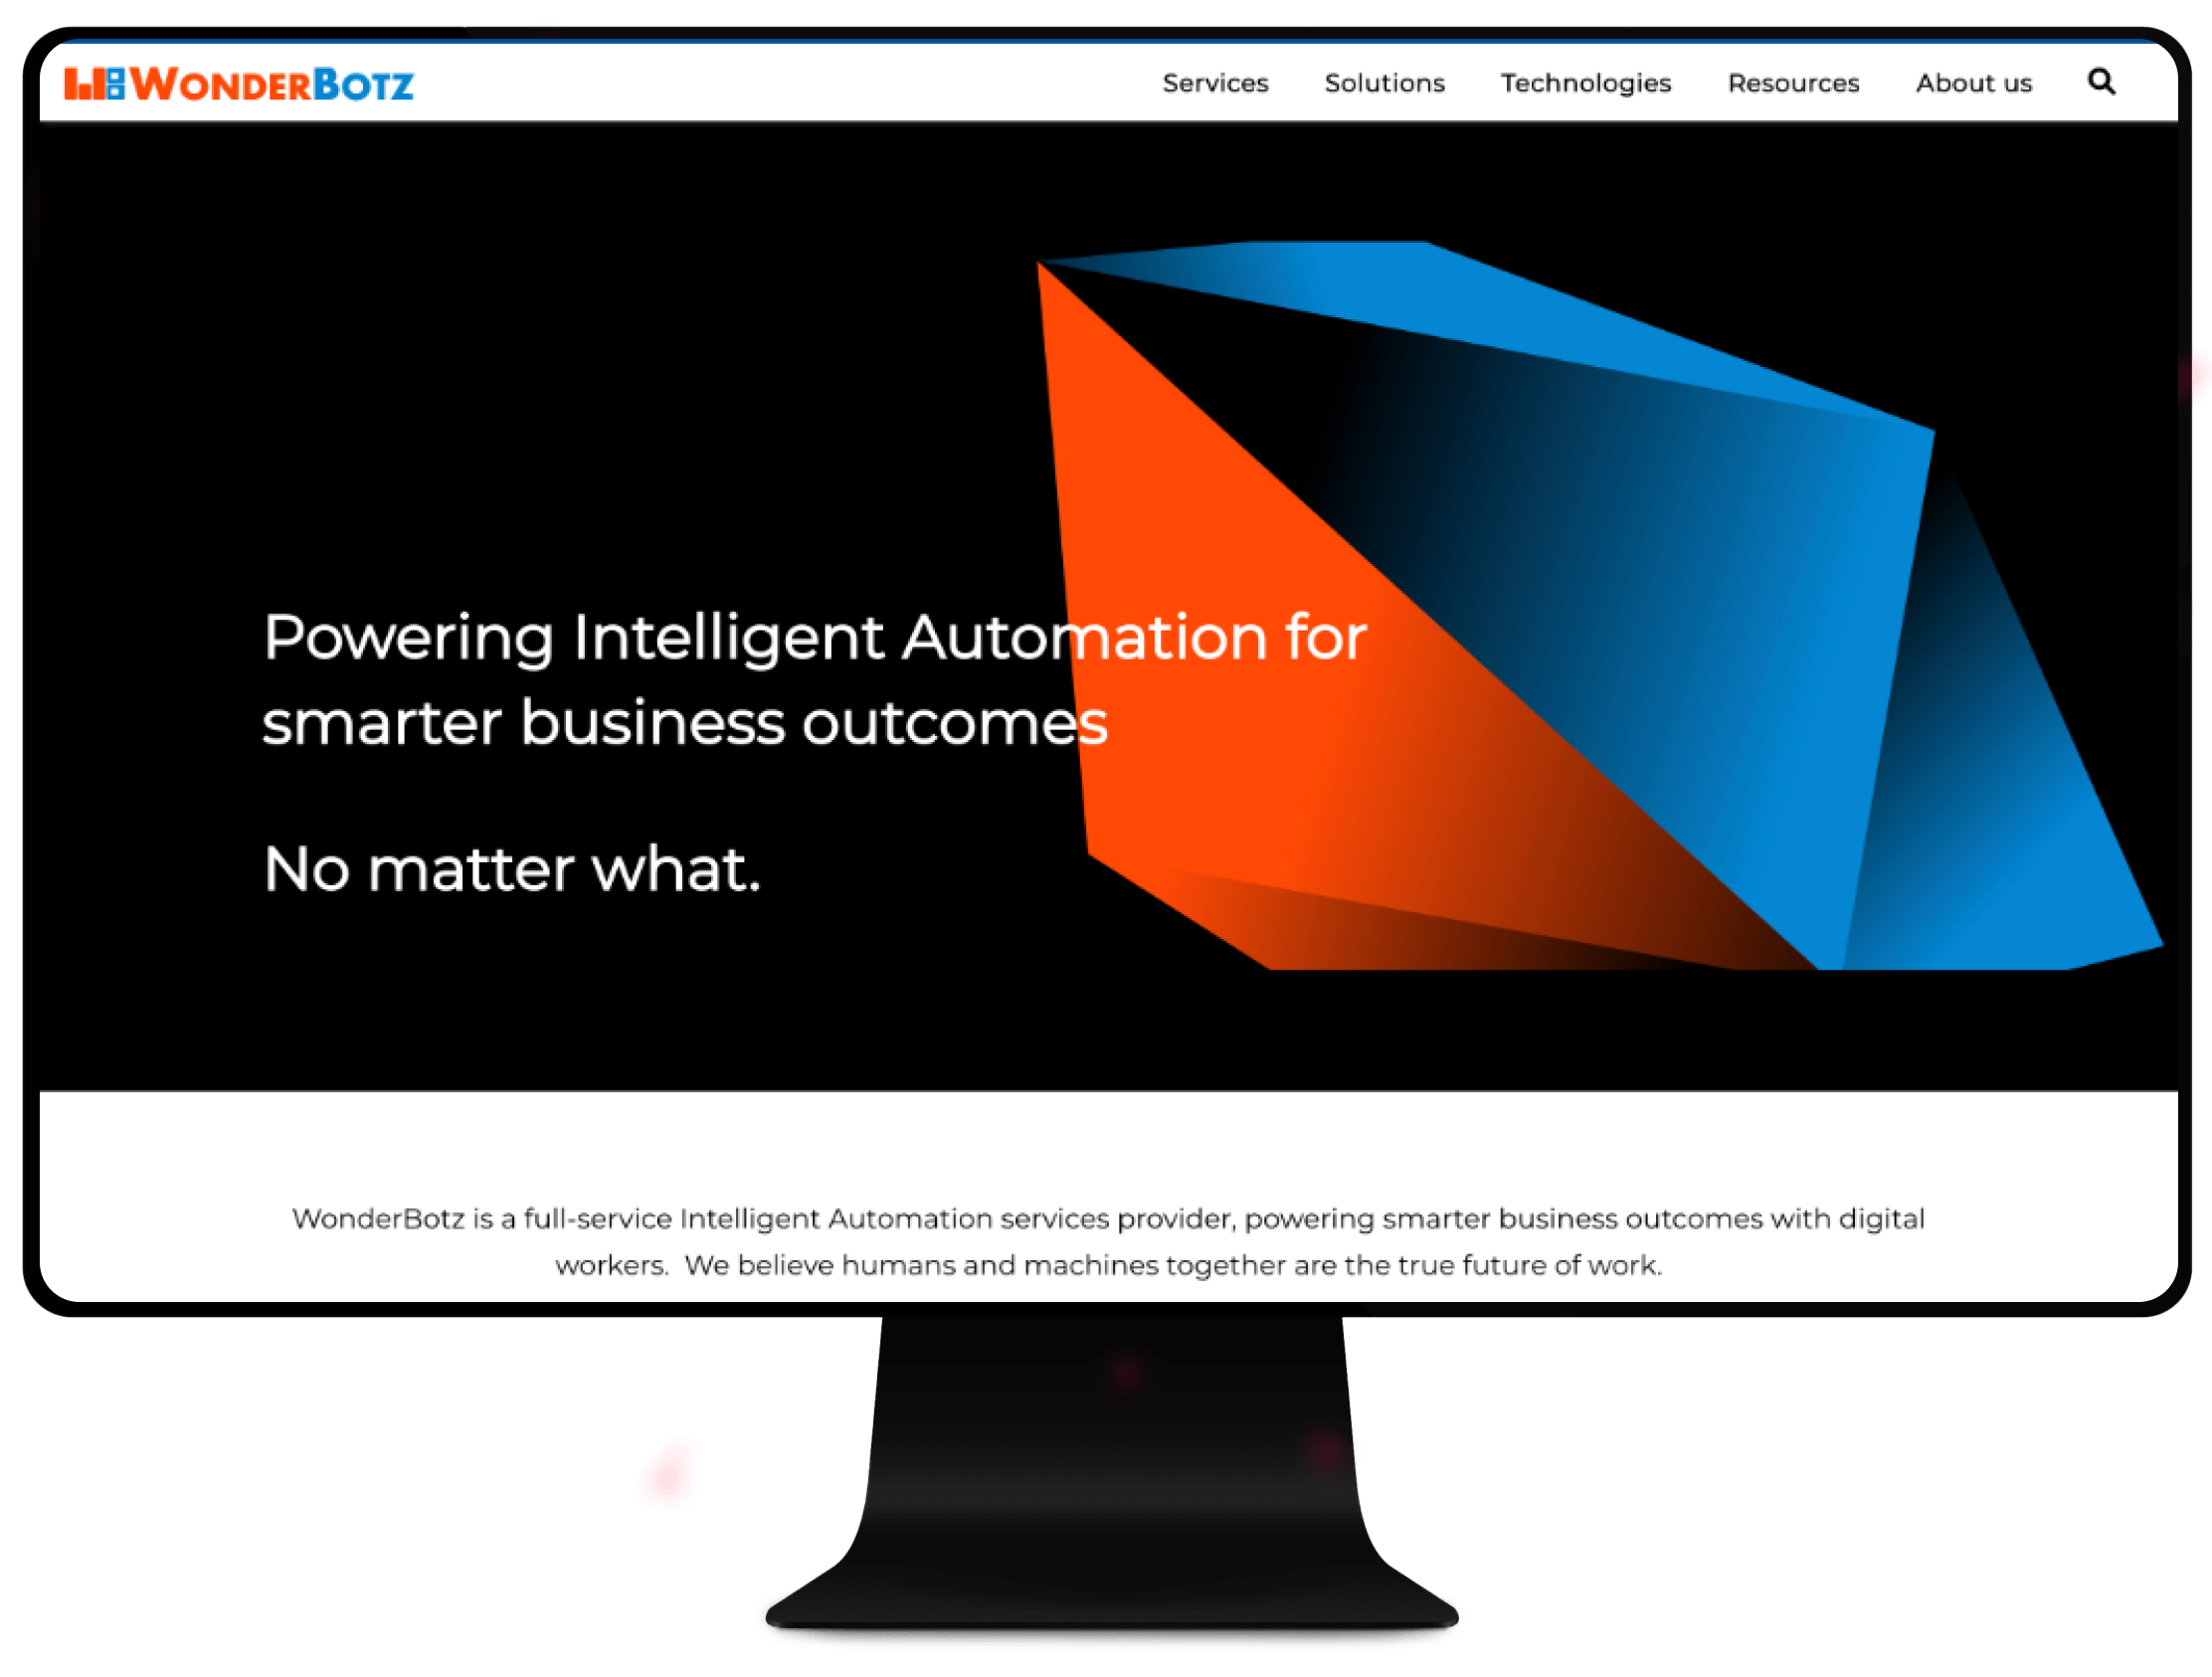 WonderBotz
Services Solutions Technologies Resources About us
Powering Intelligent Automation for
smarter business outcomes
No matter what.
WonderBotz is a full-service Intelligent Automation services provider, powering smarter business outcomes with digital
workers.  We believe humans and machines together are the true future of work.